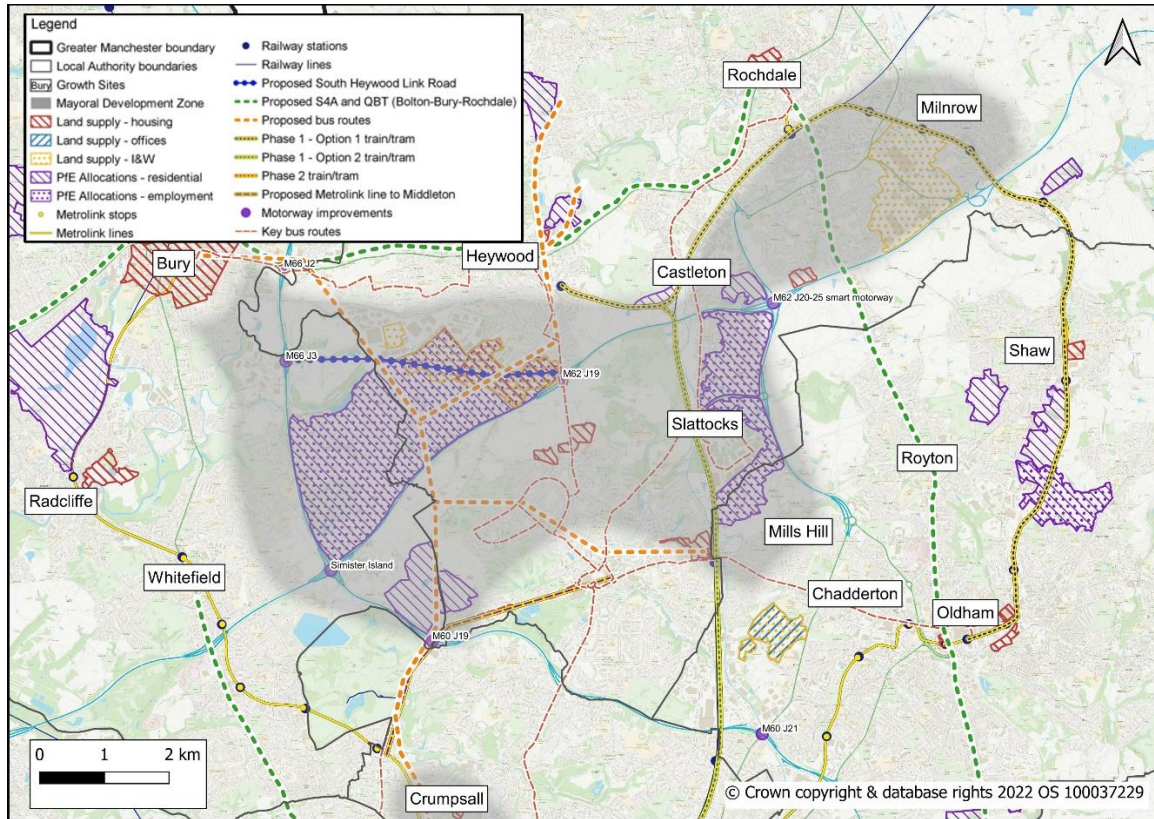 Legend
Greater Manchester boundary
Local Authority boundaries
Bury Growth Sites
Mayoral Development Zone
Land supply - housing
Land supply - offices
Land supply - I&W
PfE Allocations - residential
PfE Allocations - employment
Metrolink stops
Metrolink lines
Railway stations
Railway lines
Proposed South Heywood Link Road
Proposed S4A and QBT (Bolton-Bury-Rochdale)
Proposed bus routes
Phase 1 - Option 1 train/tram
Phase 1 - Option 2 train/tram
Phase 2 train/tram
Proposed Metrolink line to Middleton
Motorway improvements
Key bus routes
Rochdale
Milnrow
Heywood
Bury
M66 J2
Castleton
M62 J20-25 smart motorway
M66 J3
M62 J19
Shaw
Slattocks
Royton
Radcliffe
Mills Hill
Simister Island
Whitefield
Chadderton
Oldham
M60 J19
M60 J21
0 1 2 km
Crumpsall
© Crown copyright & database rights 2022 OS 100037229